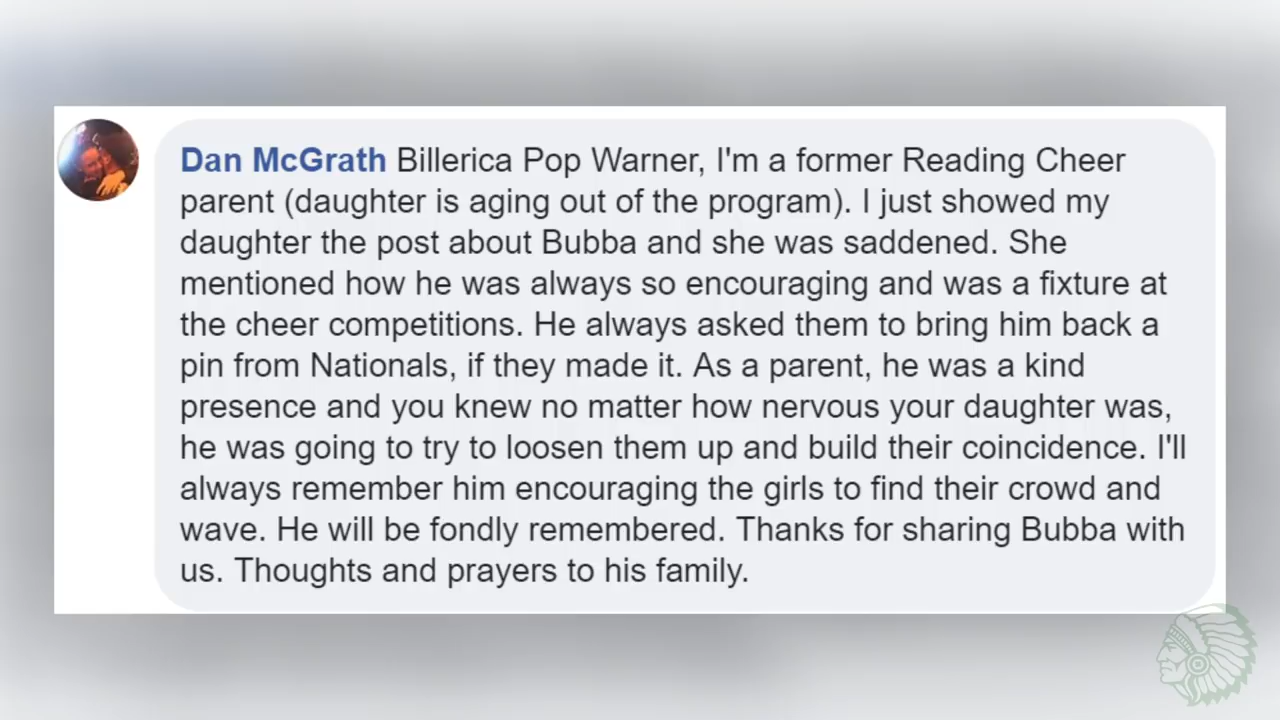 Dan McGrath Billerica Pop Warner, I'm a former Reading Cheer
parent (daughter is aging out of the program). I just showed my
daughter the post about Bubba and she was saddened. She
mentioned how he was always so encouraging and was a fixture at
the cheer competitions. He always asked them to bring him back a
pin from Nationals, if they made it. As a parent, he was a kind
presence and you knew no matter how nervous your daughter was,
he was going to try to loosen them up and build their coincidence. I'll
always remember him encouraging the girls to find their crowd and
wave. He will be fondly remembered. Thanks for sharing Bubba with
us. Thoughts and prayers to his family.